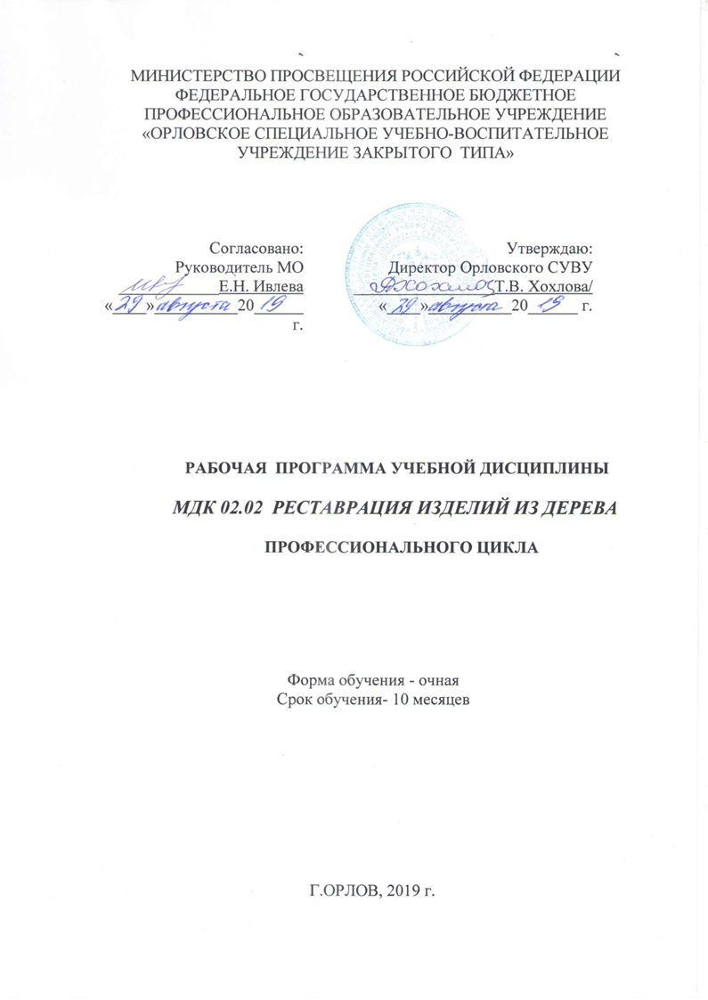 МИНИСТЕРСТВО ПРОСВЕЩЕНИЯ РОССИЙСКОЙ ФЕДЕРАЦИИ
ФЕДЕРАЛЬНОЕ ГОСУДАРСТВЕННОЕ БЮДЖЕТНОЕ
ПРОФЕССИОНАЛЬНОЕ ОБРАЗОВАТЕЛЬНОЕ УЧРЕЖДЕНИЕ
«ОРЛОВСКОЕ СПЕЦИАЛЬНОЕ УЧЕБНО-ВОСПИТАТЕЛЬНОЕ
УЧРЕЖДЕНИЕ ЗАКРЫТОГО ТИПА»
Согласовано:
Руководитель МО
Е.Н. Ивлева
«29» августа 20 19
г.
Утверждаю:
Директор Орловского СУВУ
Т.В. Хохлова/
«29» августа 20 19 г.
РАБОЧАЯ ПРОГРАММА УЧЕБНОЙ ДИСЦИПЛИНЫ
МДК 02.02 РЕСТАВРАЦИЯ ИЗДЕЛИЙ ИЗ ДЕРЕВА
ПРОФЕССИОНАЛЬНОГО ЦИКЛА
Форма обучения - очная
Срок обучения- 10 месяцев
Г.ОРЛОВ, 2019 г.